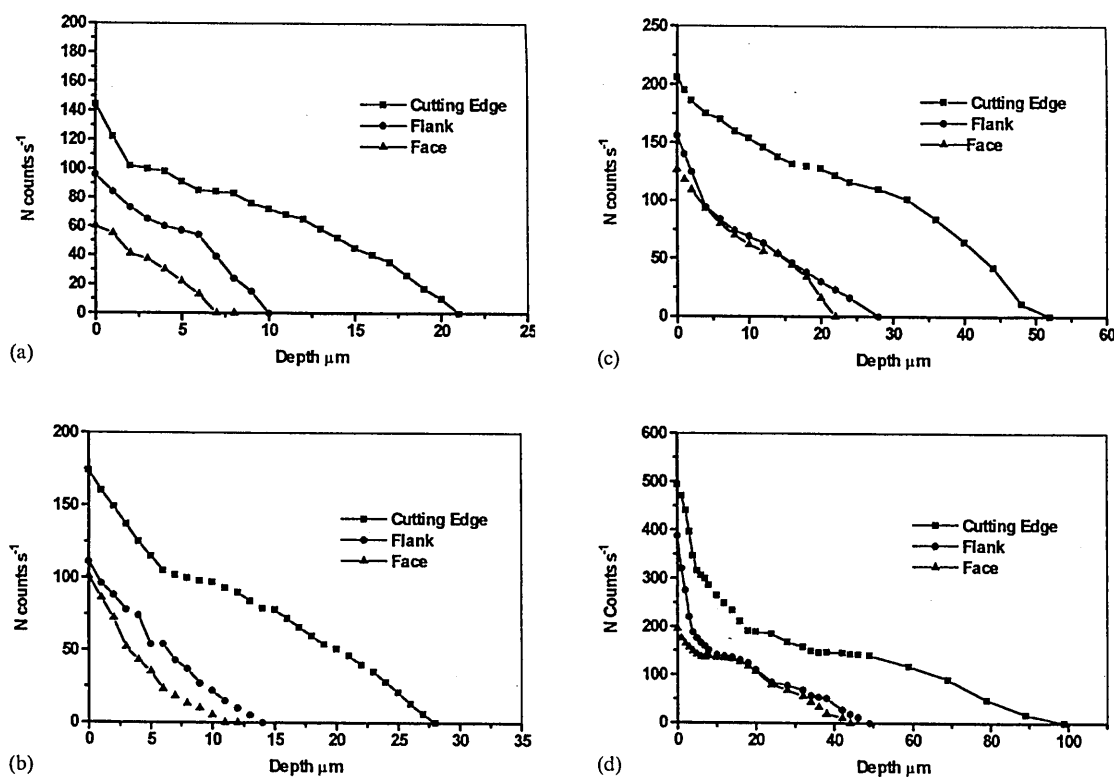 200
180
160
140
120
100
80
60
40
20
0
N counts s-1
Cutting Edge
Flank
Face
0 5 10 15 20 25
Depth μm
(a)
250
200
150
100
50
0
N counts s-1
Cutting Edge
Flank
Face
0 10 20 30 40 50 60
Depth μm
(c)
200
150
100
50
0
N counts s-1
Cutting Edge
Flank
Face
0 5 10 15 20 25 30 35
Depth μm
(b)
600
500
400
300
200
100
0
N Counts s-1
Cutting Edge
Flank
Face
0 20 40 60 80 100
Depth μm
(d)